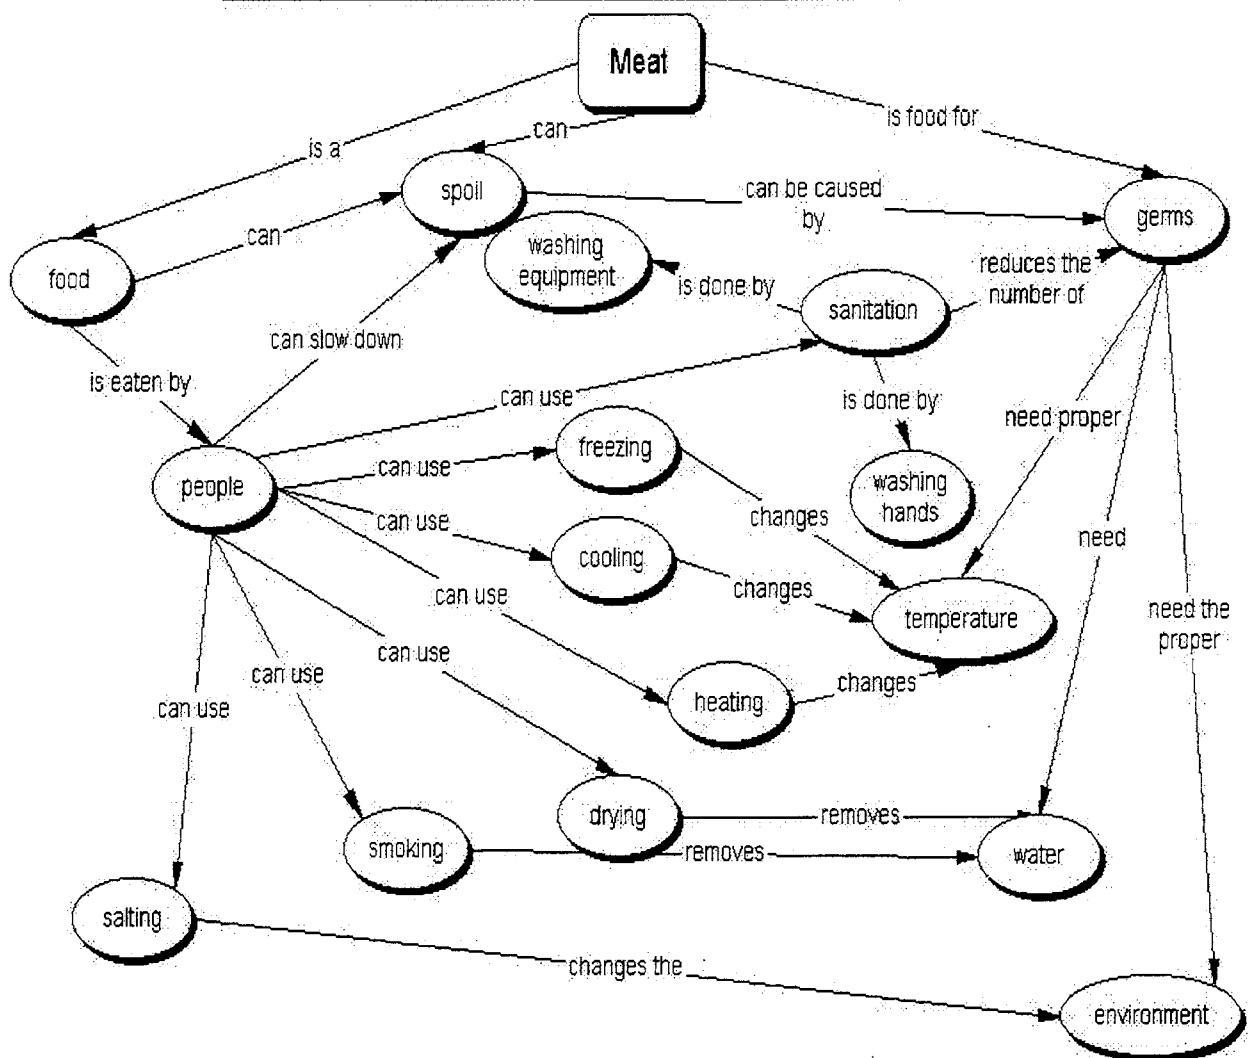 Meat
is food for
can
is a
spoil
can be caused
by
germs
can
washing
equipment
food
reduces the
number of
is done by
sanitation
can slow down
is eaten by
can use
is done by
need proper
freezing
can use
people
washing
hands
can use
changes
need
cooling
changes
can use
need the
proper
temperature
can use
can use
changes
heating
can use
drying
removes
smoking
removes
water
salting
changes the
environment